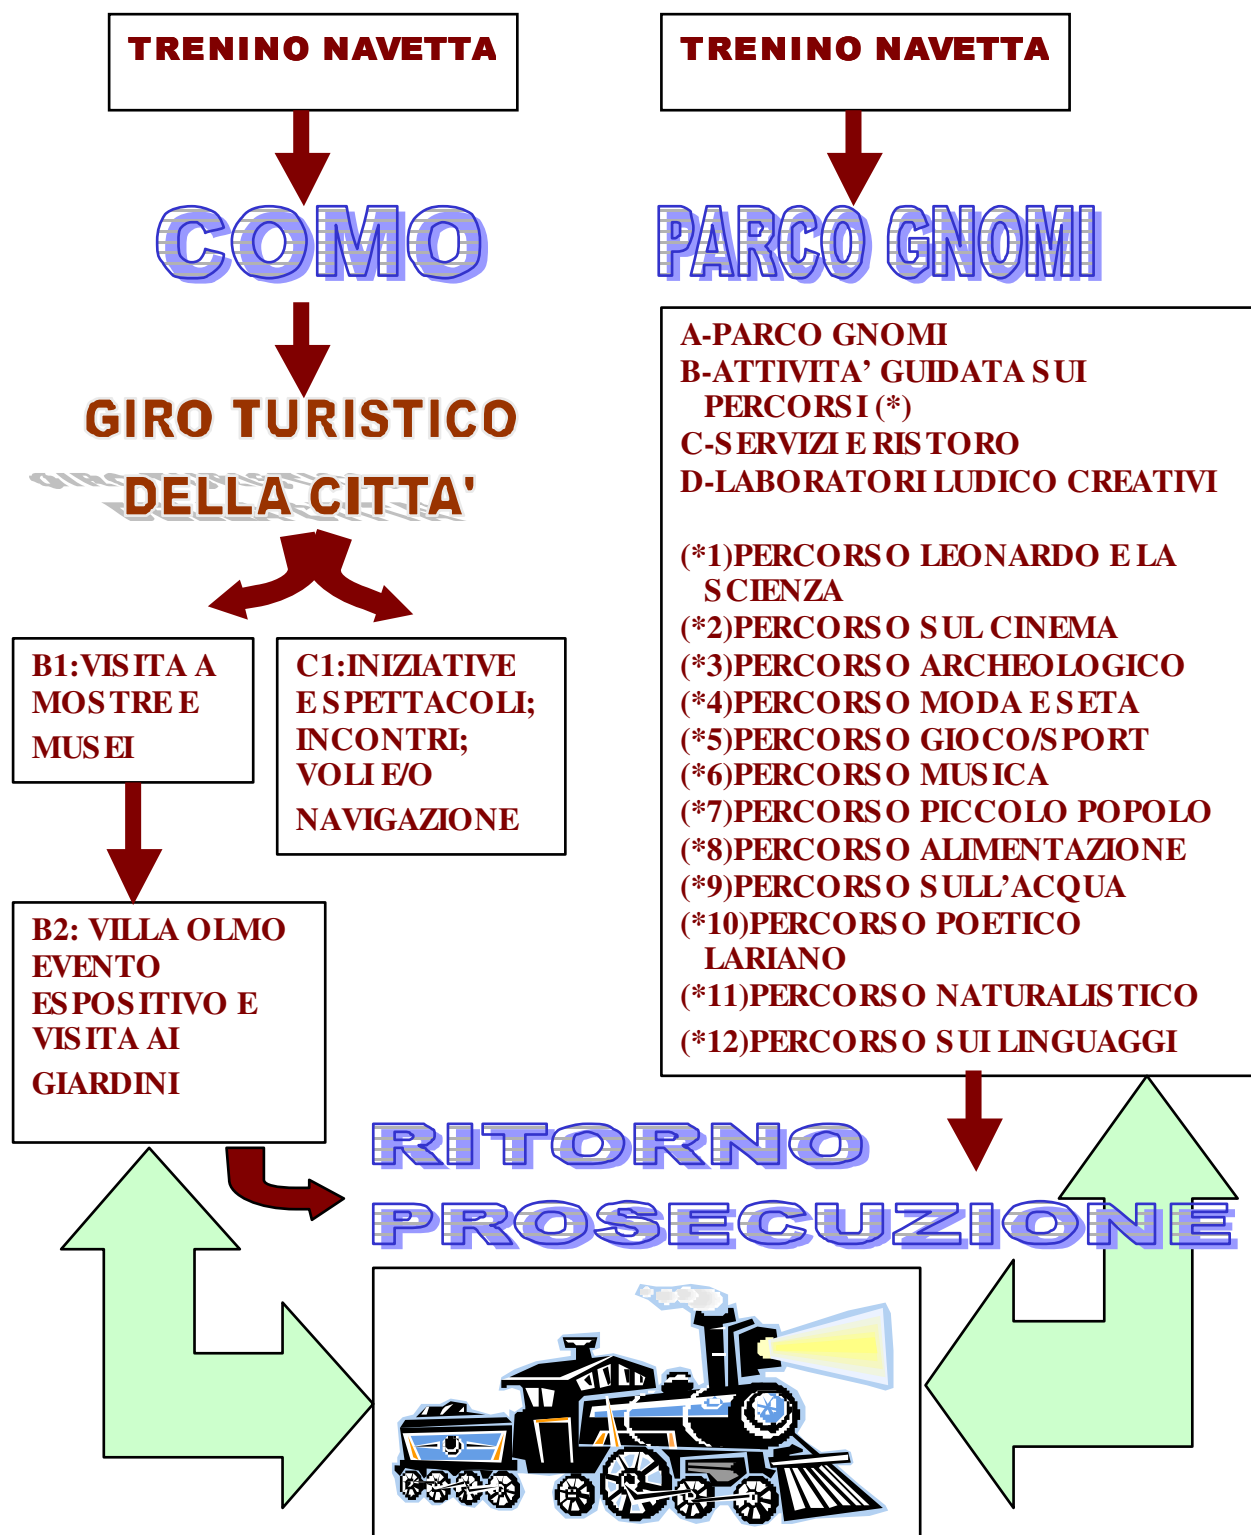 TRENINO NAVETTA
COMO
GIRO TURISTICO
DELLA CITTA'
B1:VISITA A
MOSTRE E
MUSEI
C1:INIZIATIVE
E SPETTACOLI;
INCONTRI;
VOLI E/O
NAVIGAZIONE
B2: VILLA OLMO
EVENTO
ESPOSITIVO E
VISITA AI
GIARDINI
TRENINO NAVETTA
PARCO GNOMI
A-PARCO GNOMI
B-ATTIVITA’ GUIDATA SUI
PERCORSI (*)
C-SERVIZI E RISTORO
D-LABORATORI LUDICO CREATIVI
(*1)PERCORSO LEONARDO E LA
SCIENZA
(*2)PERCORSO SUL CINEMA
(*3)PERCORSO ARCHEOLOGICO
(*4)PERCORSO MODA E SETA
(*5)PERCORSO GIOCO/SPORT
(*6)PERCORSO MUSICA
(*7)PERCORSO PICCOLO POPOLO
(*8)PERCORSO ALIMENTAZIONE
(*9)PERCORSO SULL’ACQUA
(*10)PERCORSO POETICO
LARIANO
(*11)PERCORSO NATURALISTICO
(*12)PERCORSO SUI LINGUAGGI
RITORNO
PROSECUZIONE